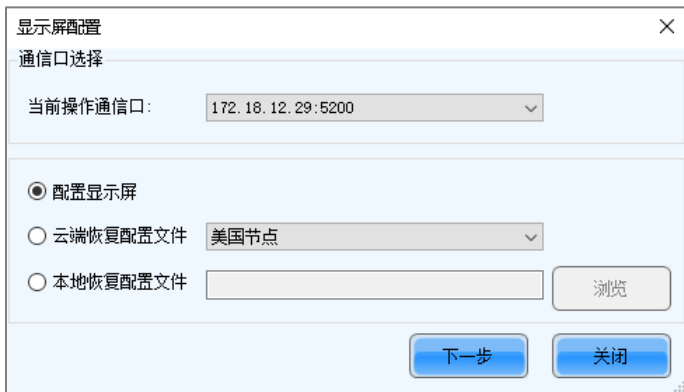 显示屏配置
通信口选择
当前操作通信口: 172.18.12.29:5200
配置显示屏
云端恢复配置文件 美国节点
本地恢复配置文件 浏览
下一步 关闭